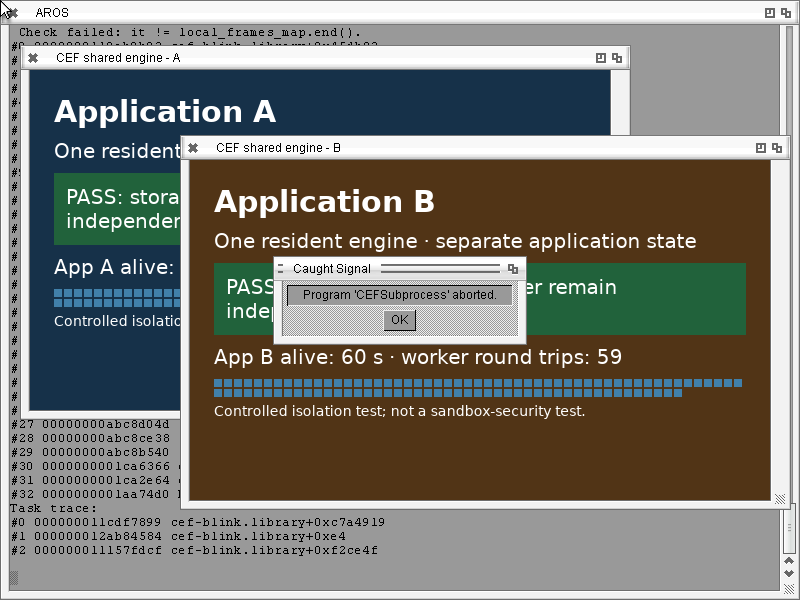 AROS
Check failed: it != local_frames_map.end().
CEF shared engine - A
Application A
One resident
PASS: stora
independen
App A alive:
Controlled isolatio
CEF shared engine - B
Application B
One resident engine · separate application state
PASS
er remain
indep
App B alive: 60 s · worker round trips: 59
Controlled isolation test; not a sandbox-security test.
Caught Signal
Program 'CEFSubprocess' aborted.
OK
#27 00000000abc8d04d
#28 00000000abc8ce38
#29 00000000abc8b540
#30 000000001ca6366
#31 000000001ca2e64
#32 000000001aa74d0
Task trace:
#0 000000011cdf7899 cef-blink.library+0xc7a4919
#1 000000012ab84584 cef-blink.library+0xe4
#2 000000011157fdcf cef-blink.library+0xf2ce4f